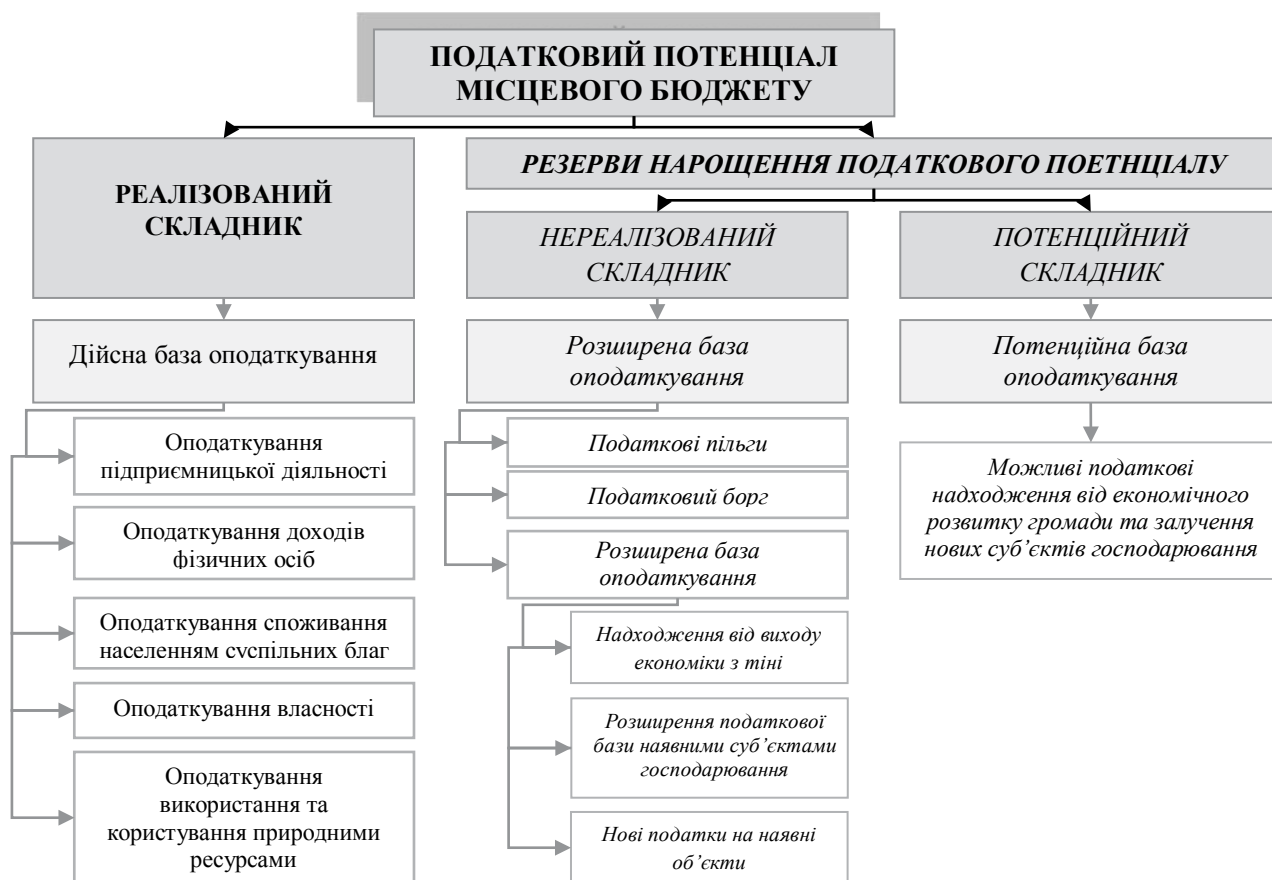 ПОДАТКОВИЙ ПОТЕНЦІАЛ
МІСЦЕВОГО БЮДЖЕТУ
РЕАЛІЗОВАНИЙ
СКЛАДНИК
РЕЗЕРВИ НАРОЩЕННЯ ПОДАТКОВОГО ПОЕТНЦІАЛУ
НЕРЕАЛІЗОВАНИЙ
СКЛАДНИК
ПОТЕНЦІЙНИЙ
СКЛАДНИК
Дійсна база оподаткування
Оподаткування
підприємницької діяльності
Оподаткування доходів
фізичних осіб
Оподаткування споживання
населенням суспільних благ
Оподаткування власності
Оподаткування
використання та
користування природними
ресурсами
Розширена база
оподаткування
Податкові пільги
Податковий борг
Розширена база
оподаткування
Надходження від виходу
економіки з тіні
Розширення податкової
бази наявними суб’єктами
господарювання
Нові податки на наявні
об’єкти
Потенційна база
оподаткування
Можливі податкові
надходження від економічного
розвитку громади та залучення
нових суб’єктів господарювання